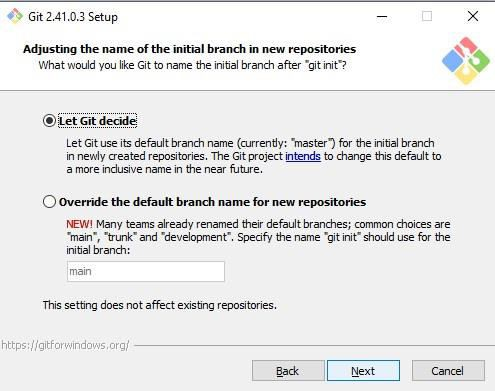 Git 2.41.0.3 Setup
Adjusting the name of the initial branch in new repositories
What would you like Git to name the initial branch after "git init"?
Let Git decide
Let Git use its default branch name (currently: "master") for the initial branch
in newly created repositories. The Git project intends to change this default to
a more inclusive name in the near future.
Override the default branch name for new repositories
NEW! Many teams already renamed their default branches; common choices are
"main", "trunk" and "development". Specify the name "git init" should use for the
initial branch:
main
This setting does not affect existing repositories.
https://gitforwindows.org/
Back Next Cancel